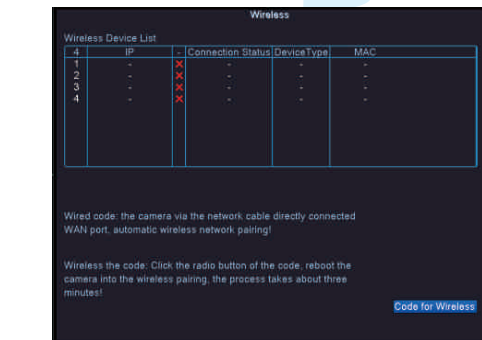 Wireless
Wireless Device List
4 IP - Connection Status DeviceType MAC
1 - X - - -
2 - X - - -
3 - X - - -
4 - X - - -
Wired code: the camera via the network cable directly connected
WAN port, automatic wireless network pairing!
Wireless the code: Click the radio button of the code, reboot the
camera into the wireless pairing, the process takes about three
minutes!
Code for Wireless